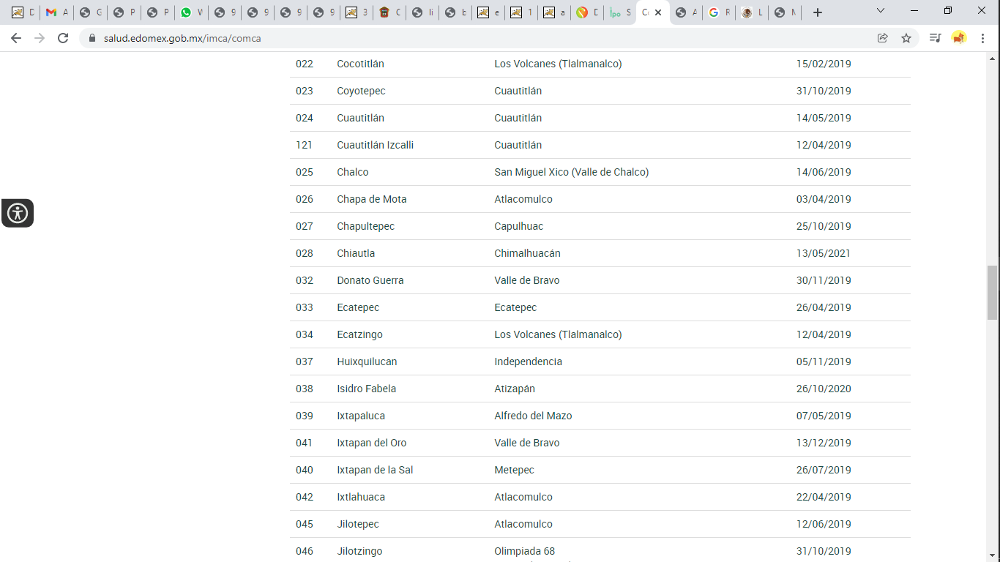 D
A
G
P
P
V
9
9
9
9
3
C
li
b
e
1
a
D
ipo S
C
A
R
L
M
salud.edomex.gob.mx/imca/comca
022 Cocotitlán Los Volcanes (Tlalmanalco) 15/02/2019
023 Coyotepec Cuautitlán 31/10/2019
024 Cuautitlán Cuautitlán 14/05/2019
121 Cuautitlán Izcalli Cuautitlán 12/04/2019
025 Chalco San Miguel Xico (Valle de Chalco) 14/06/2019
026 Chapa de Mota Atlacomulco 03/04/2019
027 Chapultepec Capulhuac 25/10/2019
028 Chiautla Chimalhuacán 13/05/2021
032 Donato Guerra Valle de Bravo 30/11/2019
033 Ecatepec Ecatepec 26/04/2019
034 Ecatzingo Los Volcanes (Tlalmanalco) 12/04/2019
037 Huixquilucan Independencia 05/11/2019
038 Isidro Fabela Atizapán 26/10/2020
039 Ixtapaluca Alfredo del Mazo 07/05/2019
041 Ixtapan del Oro Valle de Bravo 13/12/2019
040 Ixtapan de la Sal Metepec 26/07/2019
042 Ixtlahuaca Atlacomulco 22/04/2019
045 Jilotepec Atlacomulco 12/06/2019
046 Jilotzingo Olimpiada 68 31/10/2019